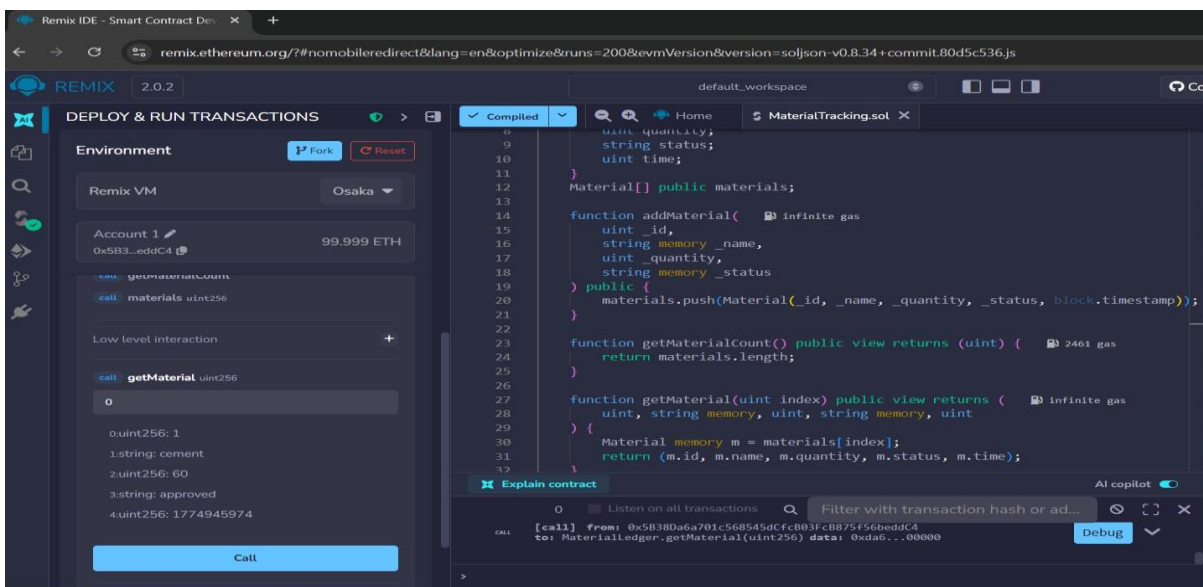 Remix IDE - Smart Contract Dev
remix.ethereum.org/?#nomobileredirect&lang=en&optimize&runs=200&evmVersion&version=soljson-v0.8.34+commit.80d5c536.js
REMIX 2.0.2
default_workspace
DEPLOY & RUN TRANSACTIONS
Environment
Fork
Reset
Remix VM
Osaka
Account 1
0x5B3...eddC4
99.999 ETH
call getMaterialCount
call materials uint256
Low level interaction
call getMaterial uint256
0
0:uint256: 1
1:string: cement
2:uint256: 60
3:string: approved
4:uint256: 1774945974
Call
Compiled
Home
MaterialTracking.sol
8 uint quantity;
9 string status;
10 uint time;
11 }
12 Material[] public materials;
13
14 function addMaterial( infinite gas
15 uint _id,
16 string memory _name,
17 uint _quantity,
18 string memory _status
19 ) public {
20 materials.push(Material(_id, _name, _quantity, _status, block.timestamp));
21 }
22
23 function getMaterialCount() public view returns (uint) { 2461 gas
24 return materials.length;
25 }
26
27 function getMaterial(uint index) public view returns ( infinite gas
28 uint, string memory, uint, string memory, uint
29 ) {
30 Material memory m = materials[index];
31 return (m.id, m.name, m.quantity, m.status, m.time);
32 }
Explain contract
AI copilot
0
Listen on all transactions
Filter with transaction hash or ad...
CALL [call] from: 0x5B38Da6a701c568545dCfcB03FcB875f56beddC4
to: MaterialLedger.getMaterial(uint256) data: 0xda6...00000
Debug
>